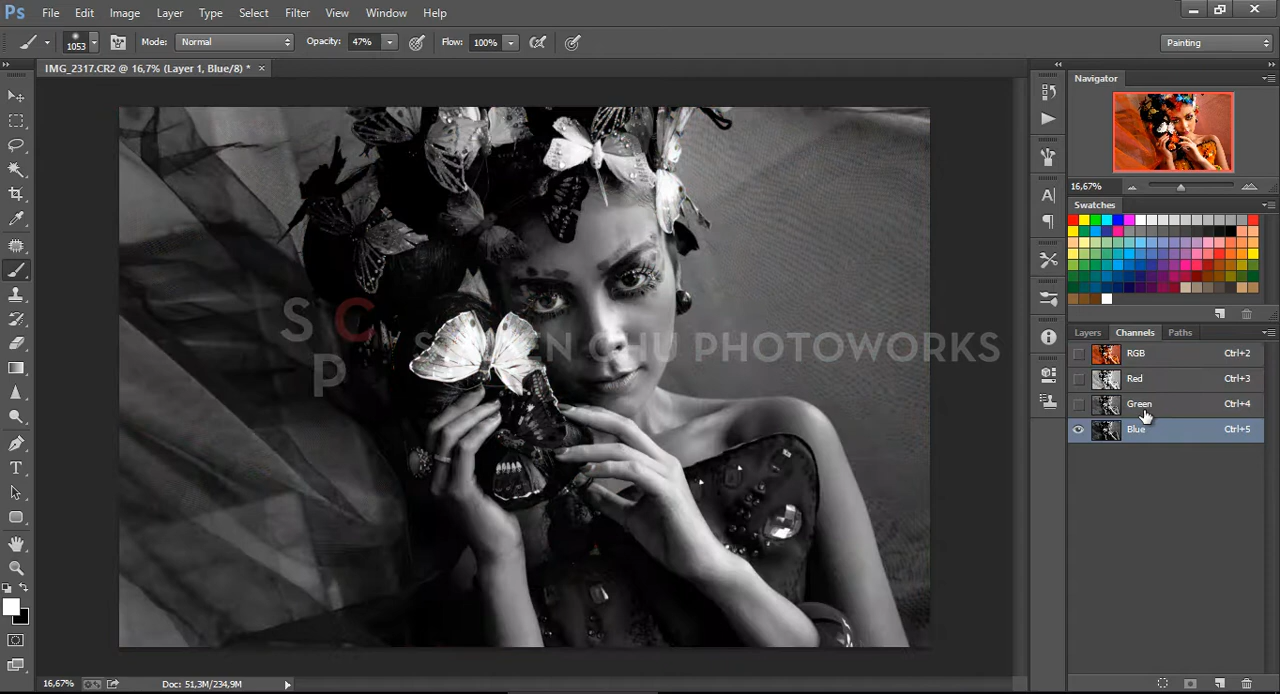 Ps File Edit Image Layer Type Select Filter View Window Help
1053 Mode: Normal Opacity: 47% Flow: 100% Painting
IMG_2317.CR2 @ 16,7% (Layer 1, Blue/8) * ×
Navigator
16,67%
Swatches
S C P STEVEN CHU PHOTOWORKS
Layers Channels Paths
RGB Ctrl+2
Red Ctrl+3
Green Ctrl+4
Blue Ctrl+5
16,67% Doc: 51,3M/234,9M